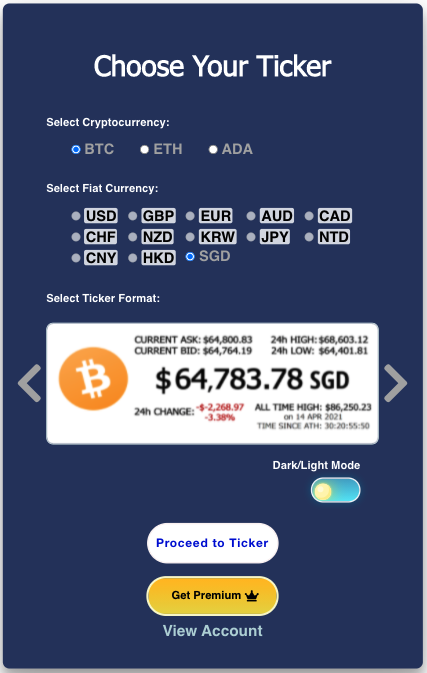 Choose Your Ticker
Select Cryptocurrency:
BTC ETH ADA
Select Fiat Currency:
USD GBP EUR AUD CAD
CHF NZD KRW JPY NTD
CNY HKD SGD
Select Ticker Format:
CURRENT ASK: $64,800.83 24h HIGH: $68,603.12
CURRENT BID: $64,764.19 24h LOW: $64,401.81
$64,783.78 SGD
24h CHANGE: -$-2,268.97 ALL TIME HIGH: $86,250.23
-3.38% on 14 APR 2021
TIME SINCE ATH: 30:20:55:50
Dark/Light Mode
Proceed to Ticker
Get Premium
View Account